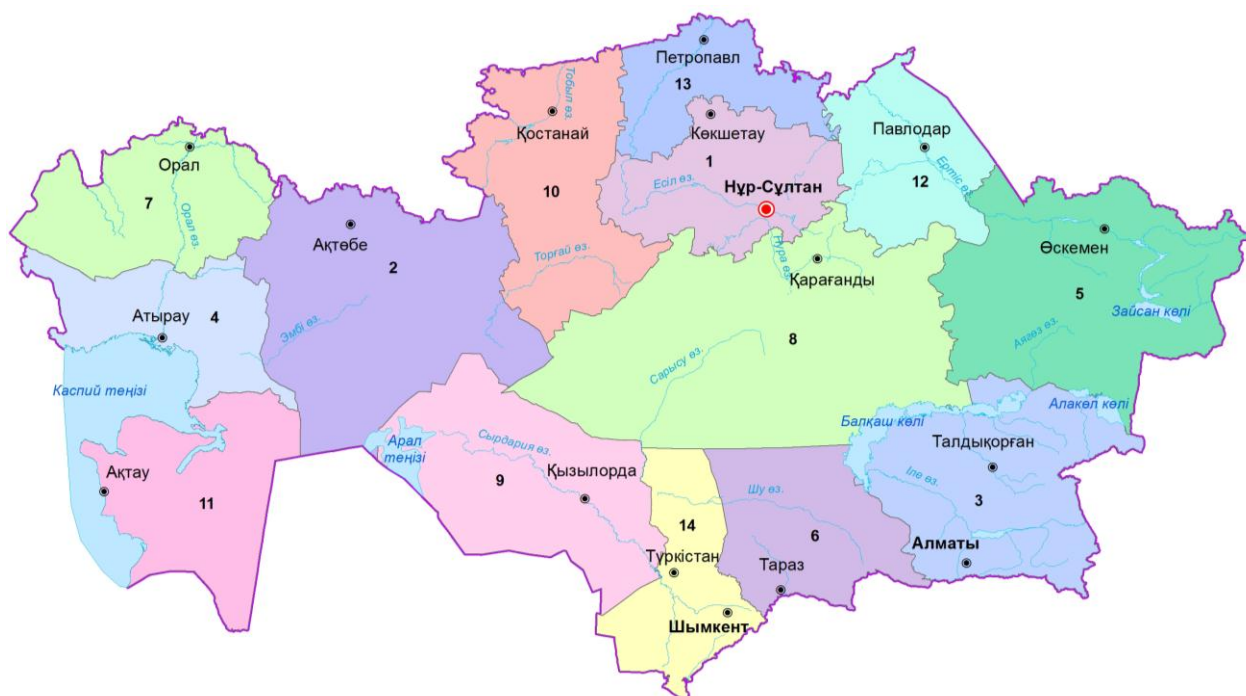 Петропавл
13
Тобыл өз.
Қостанай
Көкшетау
Павлодар
1
Орал
Есіл өз.
Нұр-Сұлтан
Ертіс өз.
12
10
7
Орал өз.
Ақтөбе
2
Торғай өз.
Нұра өз.
Қарағанды
Өскемен
5
Зайсан көлі
Атырау
4
Эмбі өз.
Сарысу өз.
8
Аягөз өз.
Каспий теңізі
Балқаш көлі
Алакөл көлі
Арал
теңізі
Сырдария өз.
Талдықорған
Ақтау
11
9
Қызылорда
Шу өз.
Іле өз.
3
14
6
Түркістан
Тараз
Алматы
Шымкент